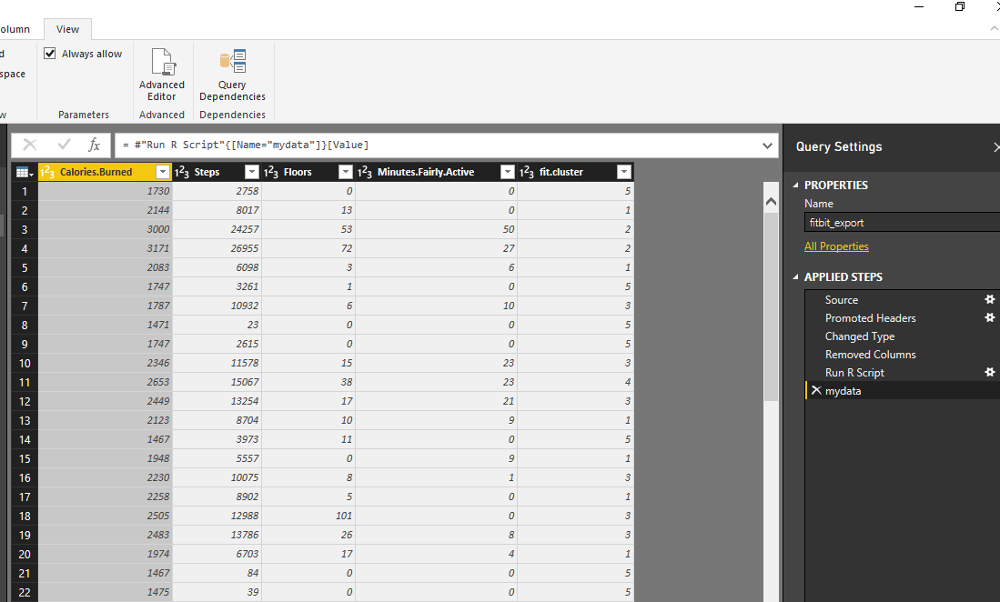 olumn View
d Always allow
space
Advanced Editor
Query Dependencies
w Parameters Advanced Dependencies
fx = #"Run R Script"{[Name="mydata"]}[Value]
Query Settings
1²3 Calories.Burned 1²3 Steps 1²3 Floors 1²3 Minutes.Fairly.Active 1²3 fit.cluster
1 1730 2758 0 0 5
2 2144 8017 13 0 1
3 3000 24257 53 50 2
4 3171 26955 72 27 2
5 2083 6098 3 6 1
6 1747 3261 1 0 5
7 1787 10932 6 10 3
8 1471 23 0 0 5
9 1747 2615 0 0 5
10 2346 11578 15 23 3
11 2653 15067 38 23 4
12 2449 13254 17 21 3
13 2123 8704 10 9 1
14 1467 3973 11 0 5
15 1948 5557 0 9 1
16 2230 10075 8 1 3
17 2258 8902 5 0 1
18 2505 12988 101 0 3
19 2483 13786 26 8 3
20 1974 6703 17 4 1
21 1467 84 0 0 5
22 1475 39 0 0 5
PROPERTIES
Name
fitbit_export
All Properties
APPLIED STEPS
Source
Promoted Headers
Changed Type
Removed Columns
Run R Script
mydata